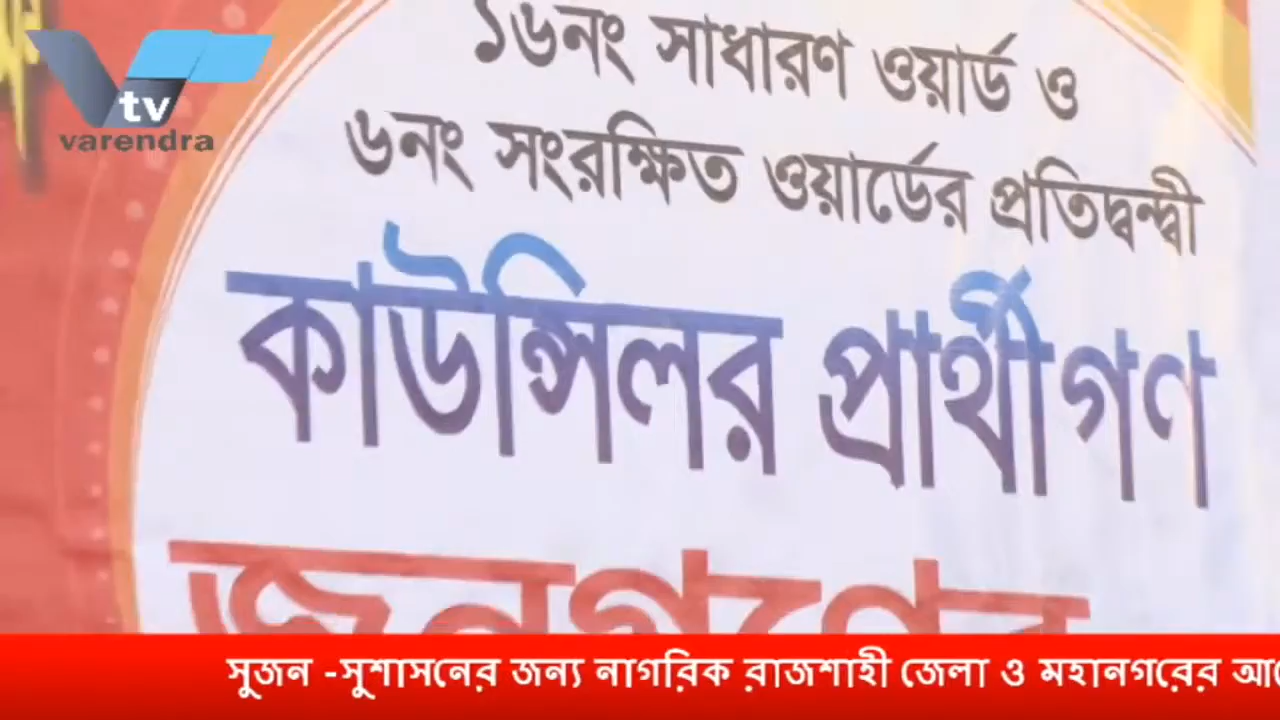 tv
varendra
১৬নং সাধারণ ওয়ার্ড ও
৬নং সংরক্ষিত ওয়ার্ডের প্রতিদ্বন্দ্বী
কাউন্সিলর প্রার্থীগণ
জনগণের
সুজন -সুশাসনের জন্য নাগরিক রাজশাহী জেলা ও মহানগরের